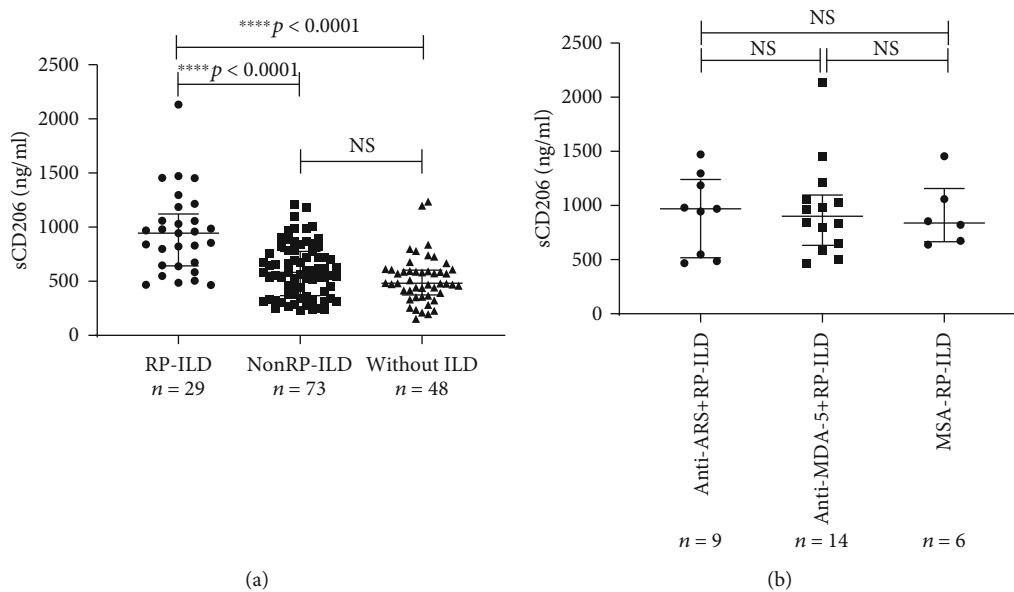 ****p < 0.0001
****p < 0.0001
NS
sCD206 (ng/ml)
2500
2000
1500
1000
500
0
RP-ILD
NonRP-ILD
Without ILD
n = 29
n = 73
n = 48
(a)
NS
NS
NS
sCD206 (ng/ml)
2500
2000
1500
1000
500
0
Anti-ARS+RP-ILD
Anti-MDA-5+RP-ILD
MSA-RP-ILD
n = 9
n = 14
n = 6
(b)